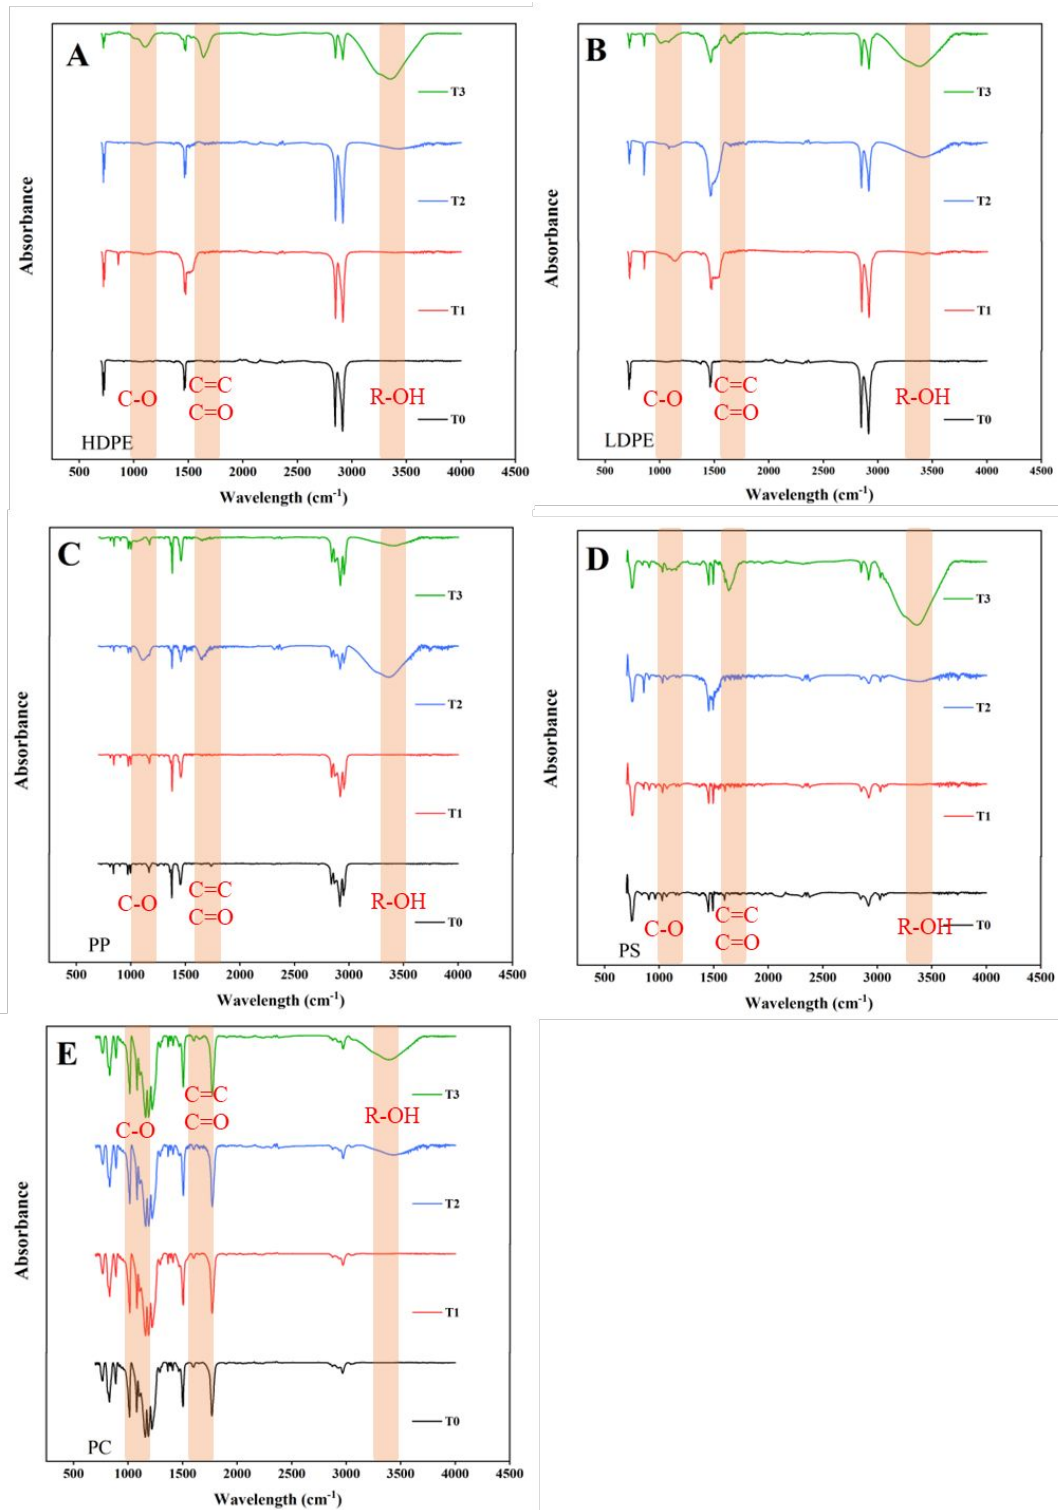 A
T3
T2
T1
T0
C-O
C=C
C=O
R-OH
HDPE
Absorbance
500 1000 1500 2000 2500 3000 3500 4000 4500
Wavelength (cm-1)
B
T3
T2
T1
T0
C-O
C=C
C=O
R-OH
LDPE
Absorbance
500 1000 1500 2000 2500 3000 3500 4000 4500
Wavelength (cm-1)
C
T3
T2
T1
T0
C-O
C=C
C=O
R-OH
PP
Absorbance
500 1000 1500 2000 2500 3000 3500 4000 4500
Wavelength (cm-1)
D
T3
T2
T1
T0
C-O
C=C
C=O
R-OH
PS
Absorbance
500 1000 1500 2000 2500 3000 3500 4000 4500
Wavelength (cm-1)
E
T3
C=C
C=O
C-O
R-OH
T2
T1
T0
PC
Absorbance
500 1000 1500 2000 2500 3000 3500 4000 4500
Wavelength (cm-1)